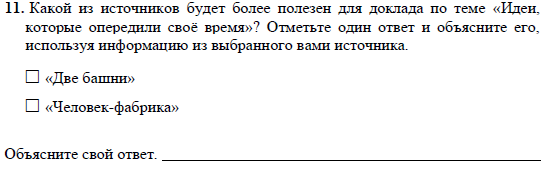 11. Какой из источников будет более полезен для доклада по теме «Идеи,
которые опередили своё время»? Отметьте один ответ и объясните его,
используя информацию из выбранного вами источника.
☐ «Две башни»
☐ «Человек-фабрика»
Объясните свой ответ. ______________________________